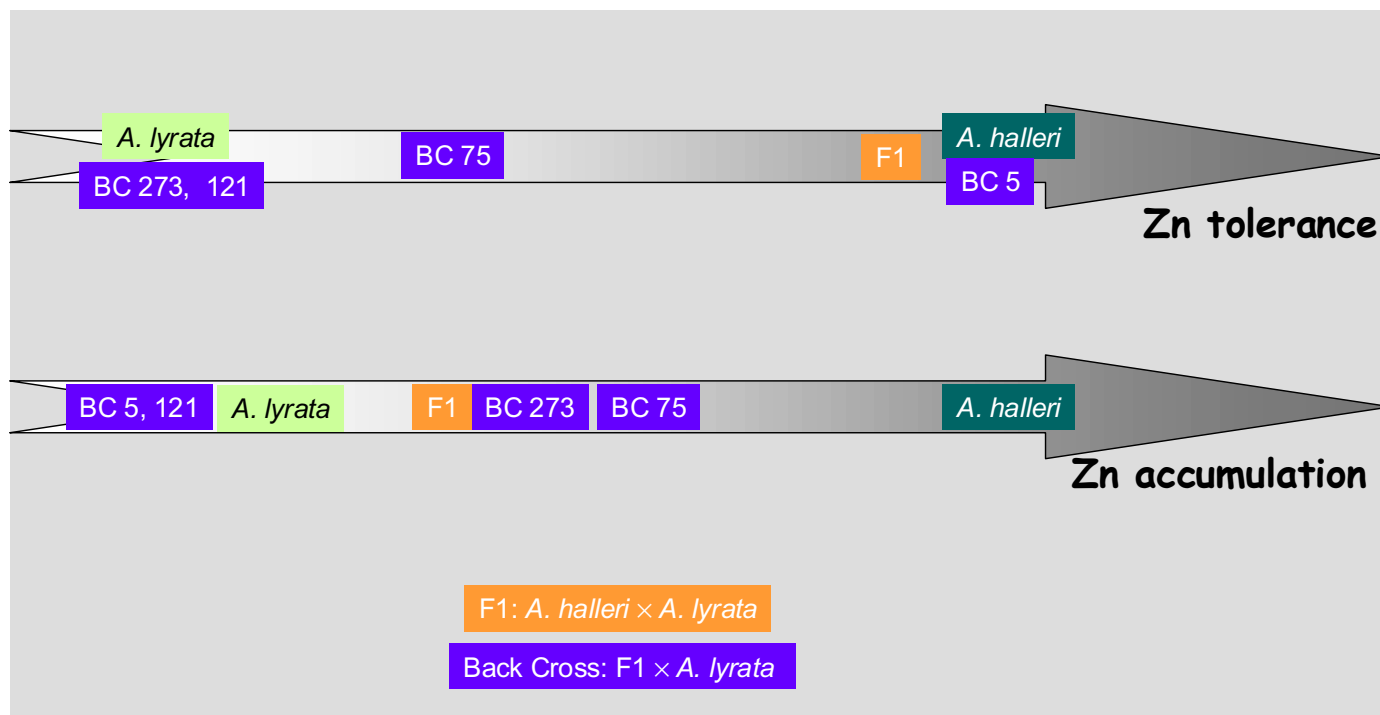 A. lyrata
BC 273, 121
BC 75
F1
A. halleri
BC 5
Zn tolerance
BC 5, 121
A. lyrata
F1
BC 273
BC 75
A. halleri
Zn accumulation
F1: A. halleri × A. lyrata
Back Cross: F1 × A. lyrata